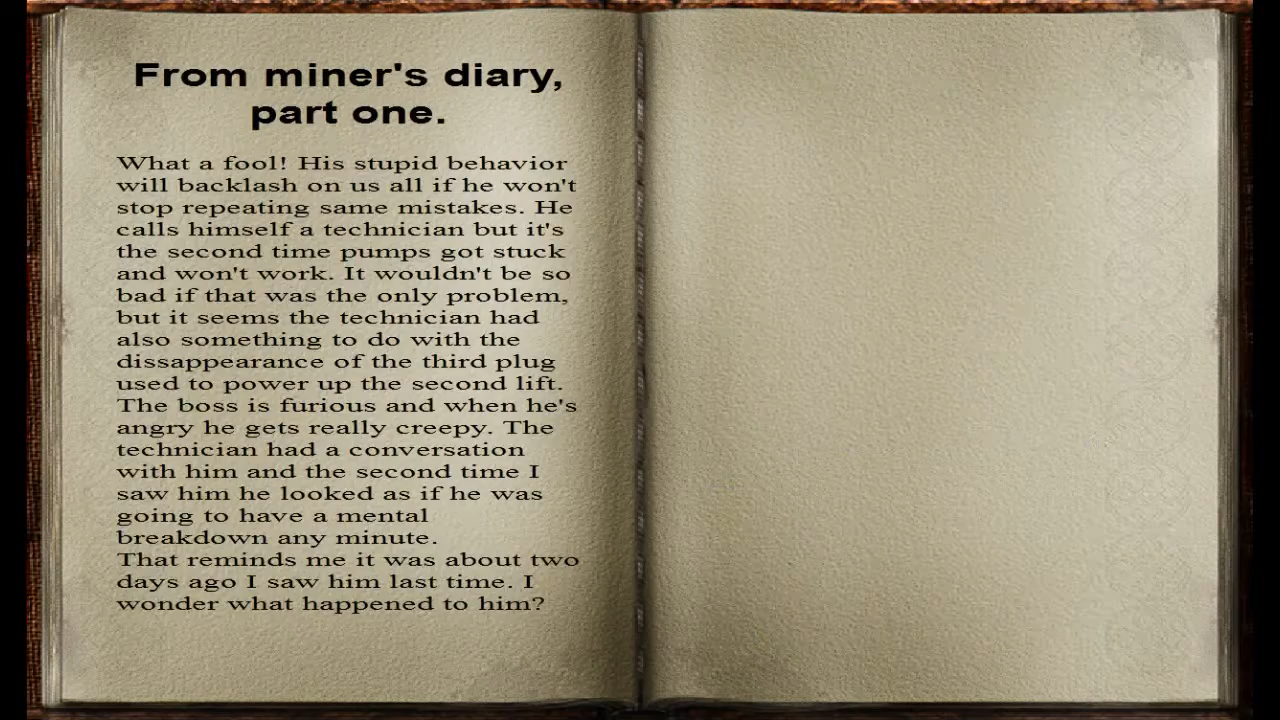 From miner's diary,
part one.
What a fool! His stupid behavior
will backlash on us all if he won't
stop repeating same mistakes. He
calls himself a technician but it's
the second time pumps got stuck
and won't work. It wouldn't be so
bad if that was the only problem,
but it seems the technician had
also something to do with the
dissappearance of the third plug
used to power up the second lift.
The boss is furious and when he's
angry he gets really creepy. The
technician had a conversation
with him and the second time I
saw him he looked as if he was
going to have a mental
breakdown any minute.
That reminds me it was about two
days ago I saw him last time. I
wonder what happened to him?